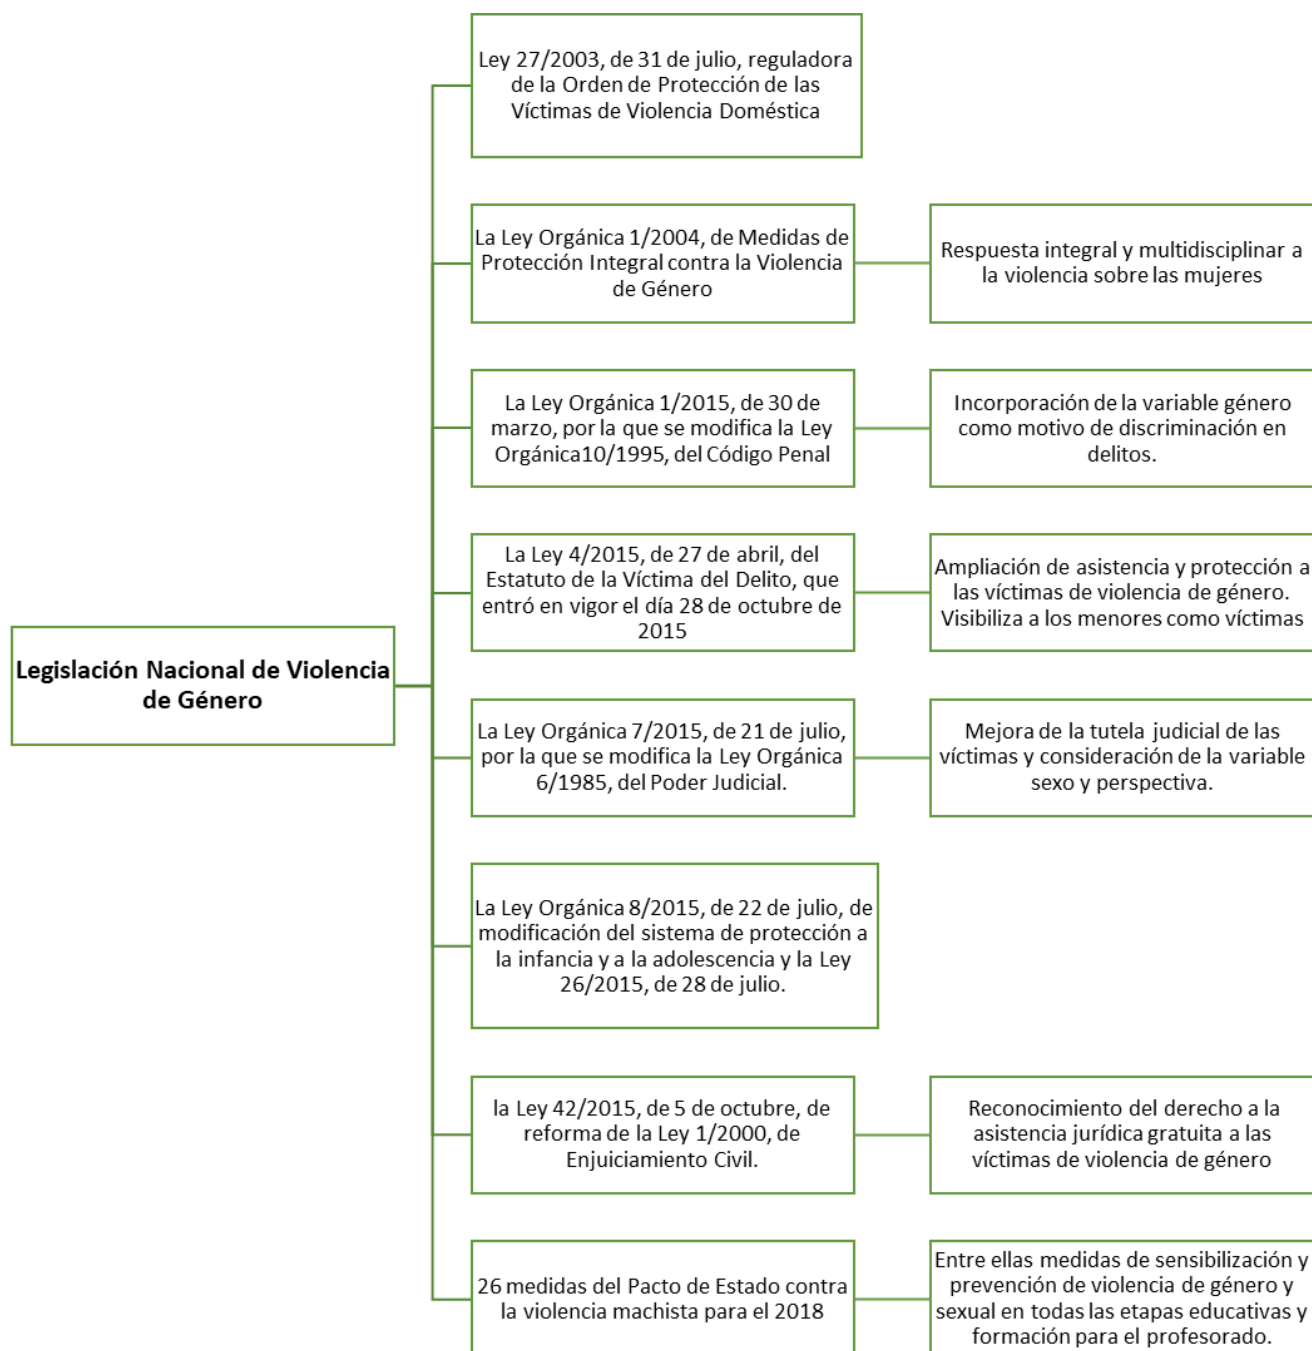 Legislación Nacional de Violencia
de Género
Ley 27/2003, de 31 de julio, reguladora
de la Orden de Protección de las
Víctimas de Violencia Doméstica
La Ley Orgánica 1/2004, de Medidas de
Protección Integral contra la Violencia
de Género
Respuesta integral y multidisciplinar a
la violencia sobre las mujeres
La Ley Orgánica 1/2015, de 30 de
marzo, por la que se modifica la Ley
Orgánica10/1995, del Código Penal
Incorporación de la variable género
como motivo de discriminación en
delitos.
La Ley 4/2015, de 27 de abril, del
Estatuto de la Víctima del Delito, que
entró en vigor el día 28 de octubre de
2015
Ampliación de asistencia y protección a
las víctimas de violencia de género.
Visibiliza a los menores como víctimas
La Ley Orgánica 7/2015, de 21 de julio,
por la que se modifica la Ley Orgánica
6/1985, del Poder Judicial.
Mejora de la tutela judicial de las
víctimas y consideración de la variable
sexo y perspectiva.
La Ley Orgánica 8/2015, de 22 de julio, de
modificación del sistema de protección a
la infancia y a la adolescencia y la Ley
26/2015, de 28 de julio.
la Ley 42/2015, de 5 de octubre, de
reforma de la Ley 1/2000, de
Enjuiciamiento Civil.
Reconocimiento del derecho a la
asistencia jurídica gratuita a las
víctimas de violencia de género
26 medidas del Pacto de Estado contra
la violencia machista para el 2018
Entre ellas medidas de sensibilización y
prevención de violencia de género y
sexual en todas las etapas educativas y
formación para el profesorado.